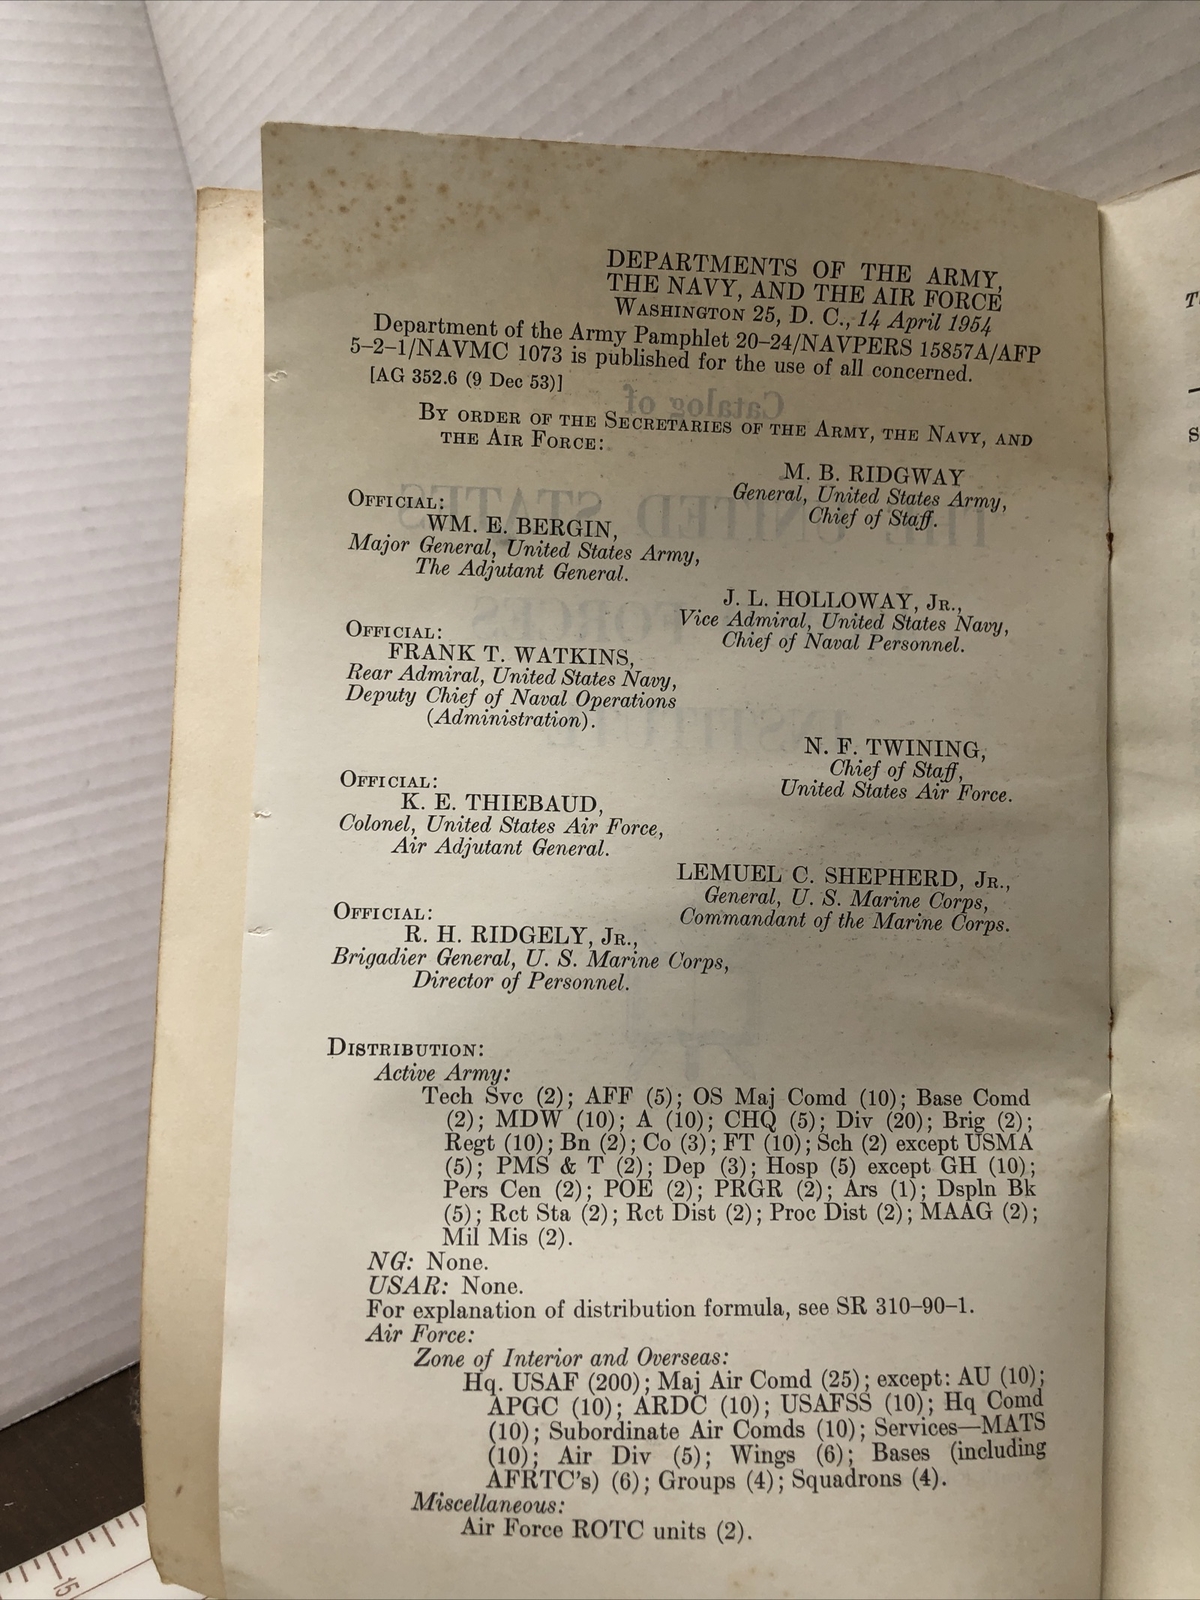 DEPARTMENTS OF THE ARMY,
THE NAVY, AND THE AIR FORCE
WASHINGTON 25, D. C., 14 April 1954
Department of the Army Pamphlet 20–24/NAVPERS 15857A/AFP
5–2–1/NAVMC 1073 is published for the use of all concerned.
[AG 352.6 (9 Dec 53)]
BY ORDER OF THE SECRETARIES OF THE ARMY, THE NAVY, AND
THE AIR FORCE:
M. B. RIDGWAY
General, United States Army,
Chief of Staff.
OFFICIAL:
WM. E. BERGIN,
Major General, United States Army,
The Adjutant General.
J. L. HOLLOWAY, JR.,
Vice Admiral, United States Navy,
Chief of Naval Personnel.
OFFICIAL:
FRANK T. WATKINS,
Rear Admiral, United States Navy,
Deputy Chief of Naval Operations
(Administration).
N. F. TWINING,
Chief of Staff,
United States Air Force.
OFFICIAL:
K. E. THIEBAUD,
Colonel, United States Air Force,
Air Adjutant General.
LEMUEL C. SHEPHERD, JR.,
General, U. S. Marine Corps,
Commandant of the Marine Corps.
OFFICIAL:
R. H. RIDGELY, JR.,
Brigadier General, U. S. Marine Corps,
Director of Personnel.
DISTRIBUTION:
Active Army:
Tech Svc (2); AFF (5); OS Maj Comd (10); Base Comd
(2); MDW (10); A (10); CHQ (5); Div (20); Brig (2);
Regt (10); Bn (2); Co (3); FT (10); Sch (2) except USMA
(5); PMS & T (2); Dep (3); Hosp (5) except GH (10);
Pers Cen (2); POE (2); PRGR (2); Ars (1); Dspln Bk
(5); Rct Sta (2); Rct Dist (2); Proc Dist (2); MAAG (2);
Mil Mis (2).
NG: None.
USAR: None.
For explanation of distribution formula, see SR 310–90–1.
Air Force:
Zone of Interior and Overseas:
Hq. USAF (200); Maj Air Comd (25); except: AU (10);
APGC (10); ARDC (10); USAFSS (10); Hq Comd
(10); Subordinate Air Comds (10); Services—MATS
(10); Air Div (5); Wings (6); Bases (including
AFRTC's) (6); Groups (4); Squadrons (4).
Miscellaneous:
Air Force ROTC units (2).
15